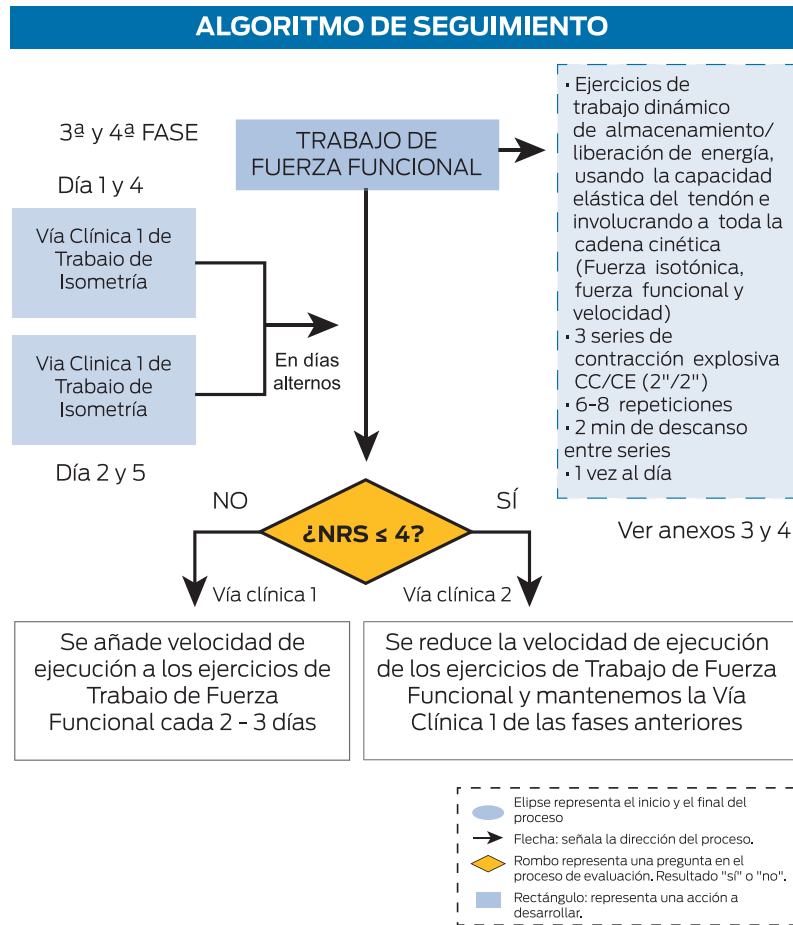 ALGORITMO DE SEGUIMIENTO
3ª y 4ª FASE
Día 1 y 4
Vía Clínica 1 de
Trabaio de
Isometría
Via Clinica 1 de
Trabaio de
Isometría
Día 2 y 5
En días
alternos
TRABAJO DE
FUERZA FUNCIONAL
· Ejercicios de
trabajo dinámico
de almacenamiento/
liberación de energía,
usando la capacidad
elástica del tendón e
involucrando a toda la
cadena cinética
(Fuerza isotónica,
fuerza funcional y
velocidad)
· 3 series de
contracción explosiva
CC/CE (2"/2")
· 6-8 repeticiones
· 2 min de descanso
entre series
· 1 vez al día
Ver anexos 3 y 4
NO
SÍ
¿NRS ≤ 4?
Vía clínica 1
Vía clínica 2
Se añade velocidad de
ejecución a los ejercicios de
Trabaio de Fuerza
Funcional cada 2 - 3 días
Se reduce la velocidad de ejecución
de los ejercicios de Trabajo de Fuerza
Funcional y mantenemos la Vía
Clínica 1 de las fases anteriores
Elipse representa el inicio y el final del
proceso
Flecha: señala la dirección del proceso.
Rombo representa una pregunta en el
proceso de evaluación. Resultado "sí" o "no".
Rectángulo: representa una acción a
desarrollar.